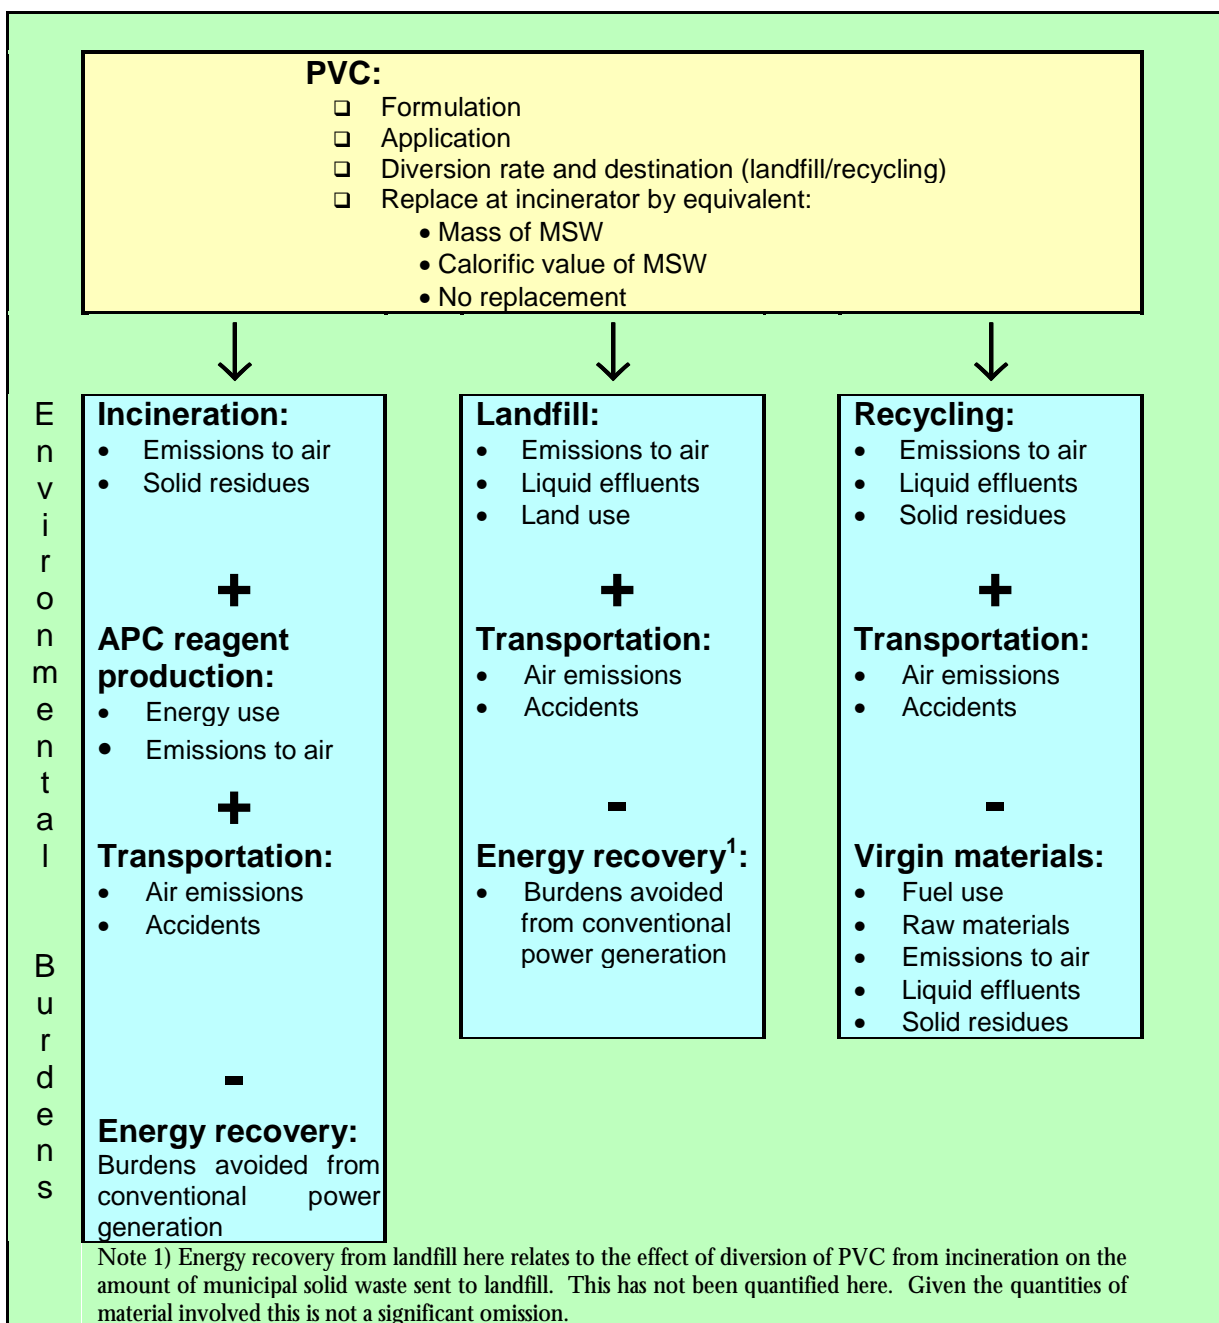 PVC:
❑ Formulation
❑ Application
❑ Diversion rate and destination (landfill/recycling)
❑ Replace at incinerator by equivalent:
• Mass of MSW
• Calorific value of MSW
• No replacement
Environmental Burdens
Incineration:
• Emissions to air
• Solid residues
+
APC reagent
production:
• Energy use
• Emissions to air
+
Transportation:
• Air emissions
• Accidents
-
Energy recovery:
Burdens avoided from
conventional power
generation
Landfill:
• Emissions to air
• Liquid effluents
• Land use
+
Transportation:
• Air emissions
• Accidents
-
Energy recovery1:
• Burdens avoided
from conventional
power generation
Recycling:
• Emissions to air
• Liquid effluents
• Solid residues
+
Transportation:
• Air emissions
• Accidents
-
Virgin materials:
• Fuel use
• Raw materials
• Emissions to air
• Liquid effluents
• Solid residues
Note 1) Energy recovery from landfill here relates to the effect of diversion of PVC from incineration on the
amount of municipal solid waste sent to landfill. This has not been quantified here. Given the quantities of
material involved this is not a significant omission.